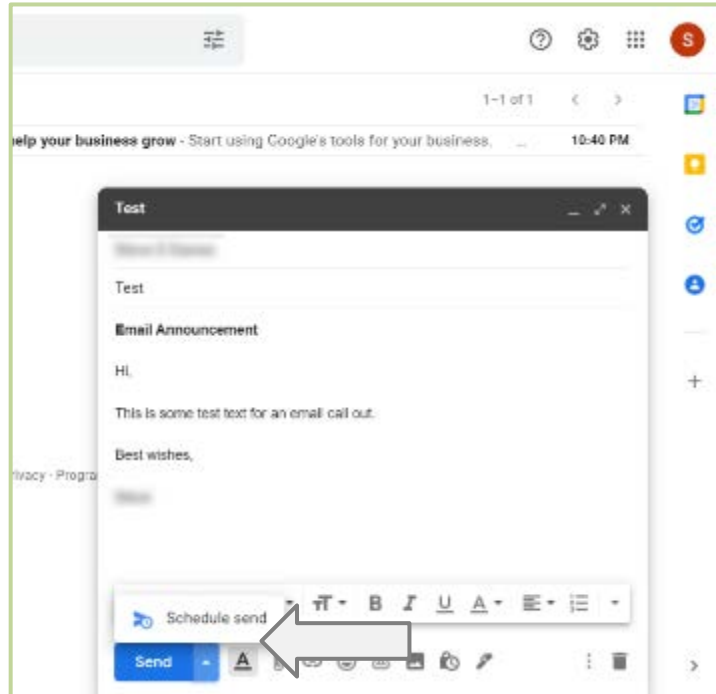 S
1–1 of 1
help your business grow - Start using Google's tools for your business. ... 10:40 PM
Test
Test
Email Announcement
Hi,
This is some test text for an email call out.
Best wishes,
rivacy · Progra
B I U A
Schedule send
Send A